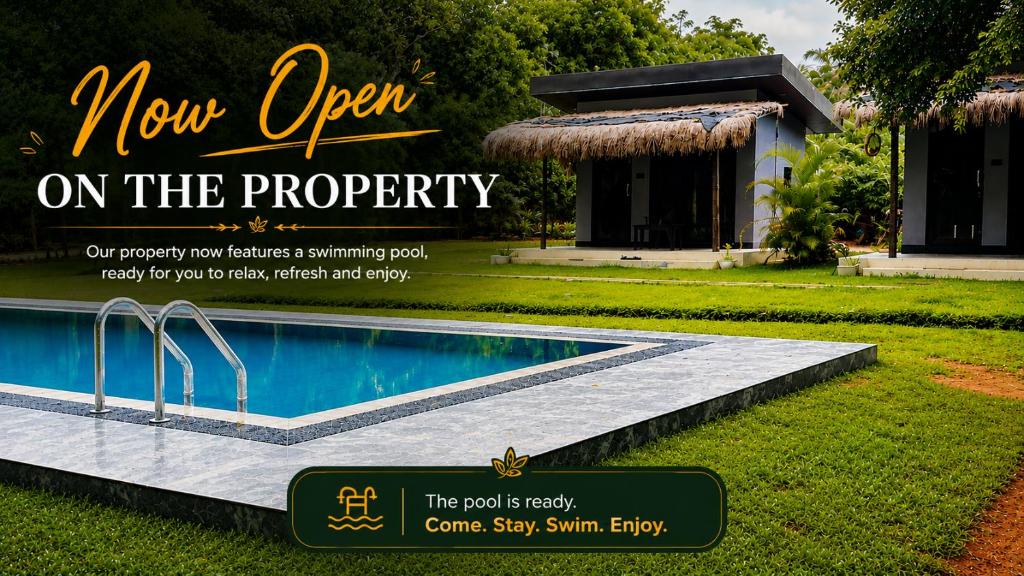 Now Open
ON THE PROPERTY
Our property now features a swimming pool,
ready for you to relax, refresh and enjoy.
The pool is ready.
Come. Stay. Swim. Enjoy.